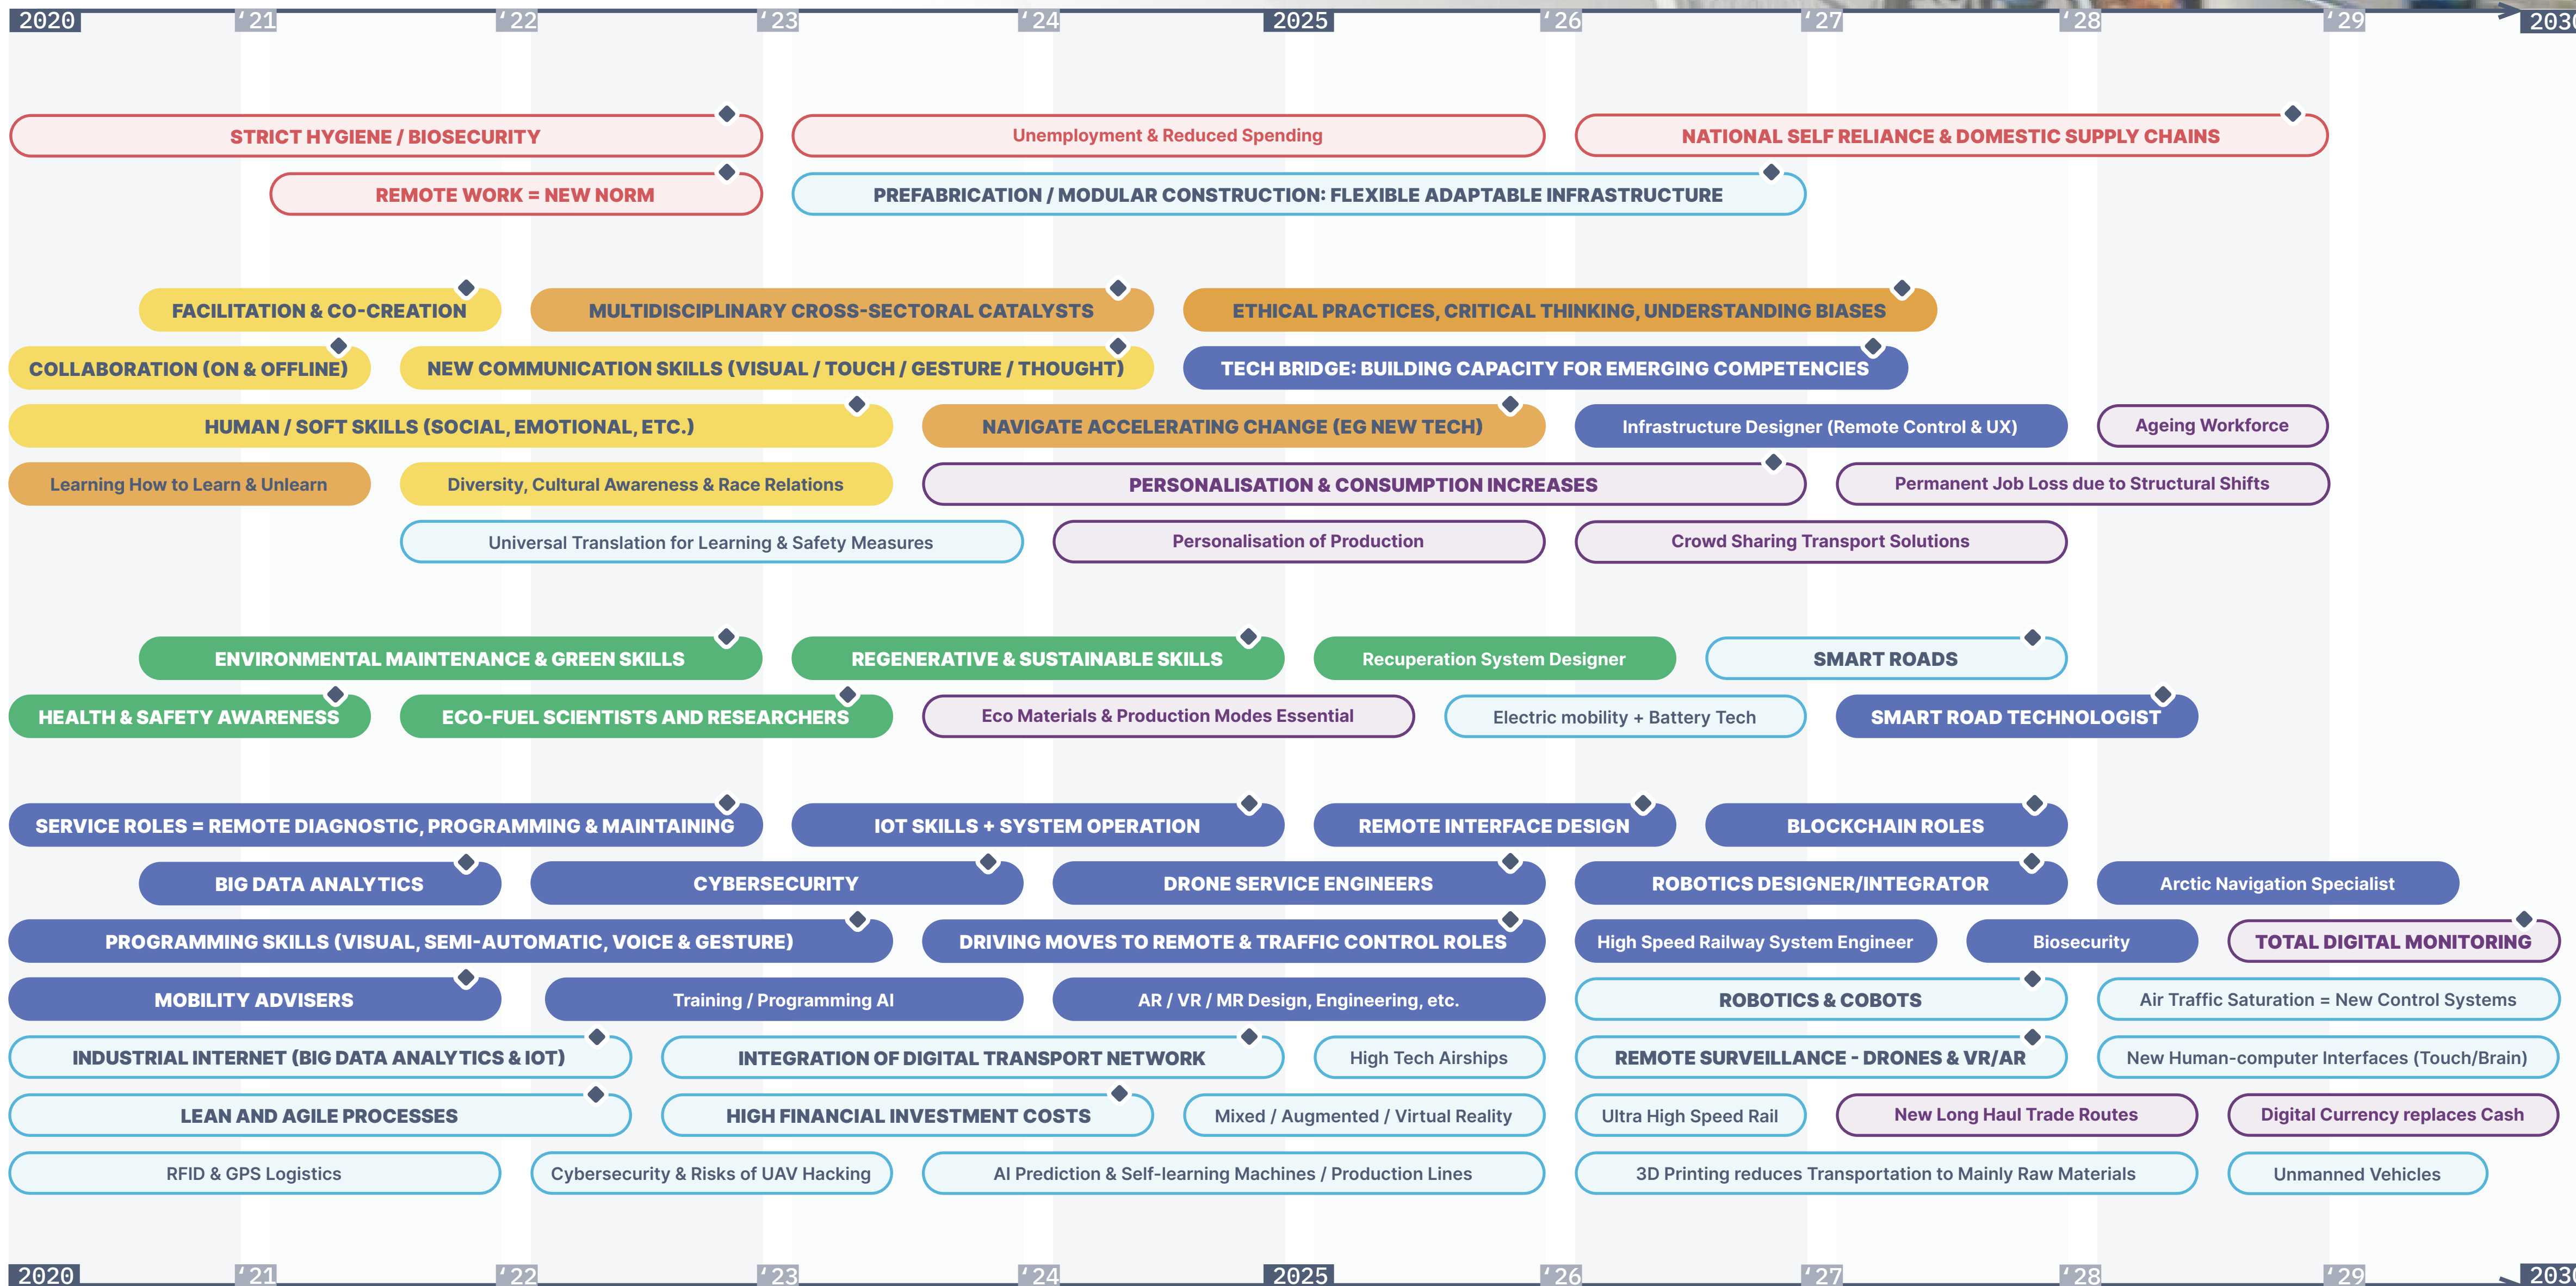 2020 ‘21 ‘22 ‘23 ‘24 2025 ‘26 ‘27 ‘28 ‘29 2030
STRICT HYGIENE / BIOSECURITY
Unemployment & Reduced Spending
NATIONAL SELF RELIANCE & DOMESTIC SUPPLY CHAINS
REMOTE WORK = NEW NORM
PREFABRICATION / MODULAR CONSTRUCTION: FLEXIBLE ADAPTABLE INFRASTRUCTURE
FACILITATION & CO-CREATION
MULTIDISCIPLINARY CROSS-SECTORAL CATALYSTS
ETHICAL PRACTICES, CRITICAL THINKING, UNDERSTANDING BIASES
COLLABORATION (ON & OFFLINE)
NEW COMMUNICATION SKILLS (VISUAL / TOUCH / GESTURE / THOUGHT)
TECH BRIDGE: BUILDING CAPACITY FOR EMERGING COMPETENCIES
HUMAN / SOFT SKILLS (SOCIAL, EMOTIONAL, ETC.)
NAVIGATE ACCELERATING CHANGE (EG NEW TECH)
Infrastructure Designer (Remote Control & UX)
Ageing Workforce
Learning How to Learn & Unlearn
Diversity, Cultural Awareness & Race Relations
PERSONALISATION & CONSUMPTION INCREASES
Permanent Job Loss due to Structural Shifts
Universal Translation for Learning & Safety Measures
Personalisation of Production
Crowd Sharing Transport Solutions
ENVIRONMENTAL MAINTENANCE & GREEN SKILLS
REGENERATIVE & SUSTAINABLE SKILLS
Recuperation System Designer
SMART ROADS
HEALTH & SAFETY AWARENESS
ECO-FUEL SCIENTISTS AND RESEARCHERS
Eco Materials & Production Modes Essential
Electric mobility + Battery Tech
SMART ROAD TECHNOLOGIST
SERVICE ROLES = REMOTE DIAGNOSTIC, PROGRAMMING & MAINTAINING
IOT SKILLS + SYSTEM OPERATION
REMOTE INTERFACE DESIGN
BLOCKCHAIN ROLES
BIG DATA ANALYTICS
CYBERSECURITY
DRONE SERVICE ENGINEERS
ROBOTICS DESIGNER/INTEGRATOR
Arctic Navigation Specialist
PROGRAMMING SKILLS (VISUAL, SEMI-AUTOMATIC, VOICE & GESTURE)
DRIVING MOVES TO REMOTE & TRAFFIC CONTROL ROLES
High Speed Railway System Engineer
Biosecurity
TOTAL DIGITAL MONITORING
MOBILITY ADVISERS
Training / Programming AI
AR / VR / MR Design, Engineering, etc.
ROBOTICS & COBOTS
Air Traffic Saturation = New Control Systems
INDUSTRIAL INTERNET (BIG DATA ANALYTICS & IOT)
INTEGRATION OF DIGITAL TRANSPORT NETWORK
High Tech Airships
REMOTE SURVEILLANCE - DRONES & VR/AR
New Human-computer Interfaces (Touch/Brain)
LEAN AND AGILE PROCESSES
HIGH FINANCIAL INVESTMENT COSTS
Mixed / Augmented / Virtual Reality
Ultra High Speed Rail
New Long Haul Trade Routes
Digital Currency replaces Cash
RFID & GPS Logistics
Cybersecurity & Risks of UAV Hacking
AI Prediction & Self-learning Machines / Production Lines
3D Printing reduces Transportation to Mainly Raw Materials
Unmanned Vehicles
2020 ‘21 ‘22 ‘23 ‘24 2025 ‘26 ‘27 ‘28 ‘29 2030